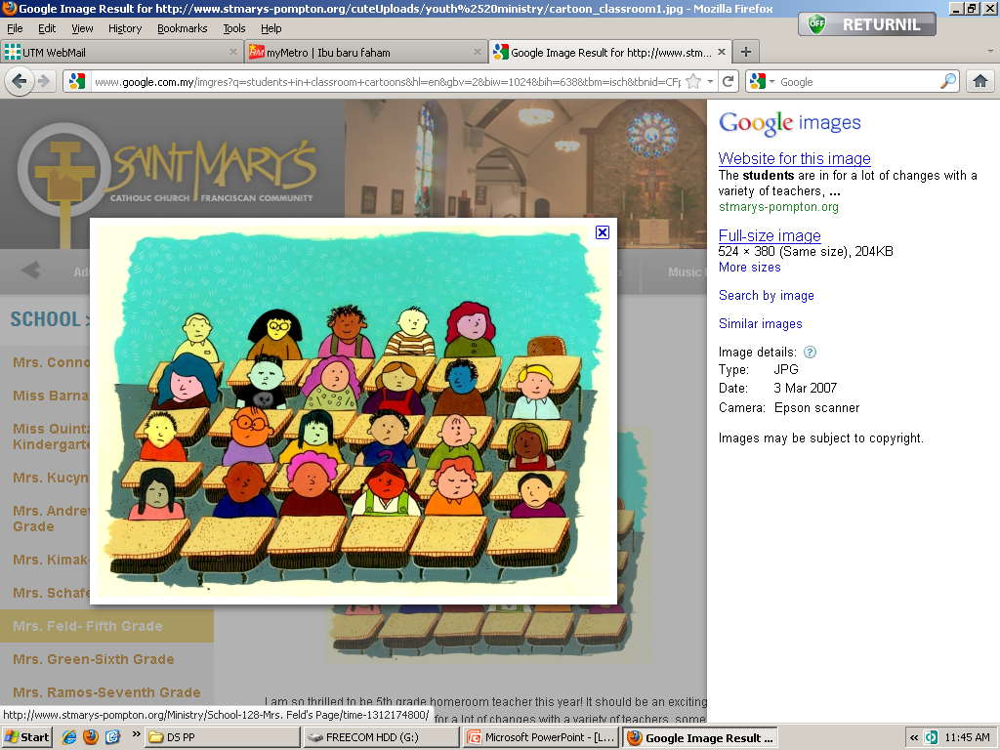 Google Image Result for http://www.stmarys-pompton.org/cuteUploads/youth%2520ministry/cartoon_classroom1.jpg - Mozilla Firefox
File Edit View History Bookmarks Tools Help
OFF RETURNIL
UTM WebMail
myMetro | Ibu baru faham
Google Image Result for http://www.stm...
www.google.com.my/imgres?q=students+in+classroom+cartoons&hl=en&gbv=2&biw=1024&bih=638&tbm=isch&tbnid=CF
Google
SAINT MARY'S
CATHOLIC CHURCH FRANCISCAN COMMUNITY
Music
SCHOOL >
Mrs. Conno
Miss Barna
Miss Quinta
Kindergarte
Mrs. Kucyn
Mrs. Andrev
Grade
Mrs. Kimak
Mrs. Schafe
Mrs. Feld- Fifth Grade
Mrs. Green-Sixth Grade
Mrs. Ramos-Seventh Grade
I am so thrilled to be 5th grade homeroom teacher this year! It should be an exciting
for a lot of changes with a variety of teachers, some
Google images
Website for this image
The students are in for a lot of changes with a
variety of teachers, ...
stmarys-pompton.org
Full-size image
524 × 380 (Same size), 204KB
More sizes
Search by image
Similar images
Image details: ?
Type: JPG
Date: 3 Mar 2007
Camera: Epson scanner
Images may be subject to copyright.
http://www.stmarys-pompton.org/Ministry/School-128-Mrs. Feld's Page/time-1312174800/
Start
DS PP
FREECOM HDD (G:)
Microsoft PowerPoint - [L...
Google Image Result ...
11:45 AM